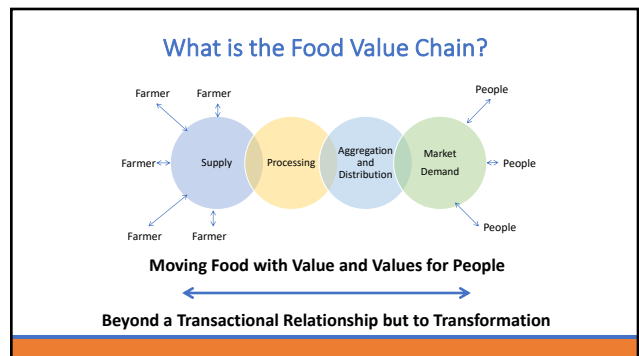 What is the Food Value Chain?
Farmer
Farmer
People
Farmer
Supply
Processing
Aggregation
and
Distribution
Market
Demand
People
Farmer
Farmer
People
Moving Food with Value and Values for People
Beyond a Transactional Relationship but to Transformation